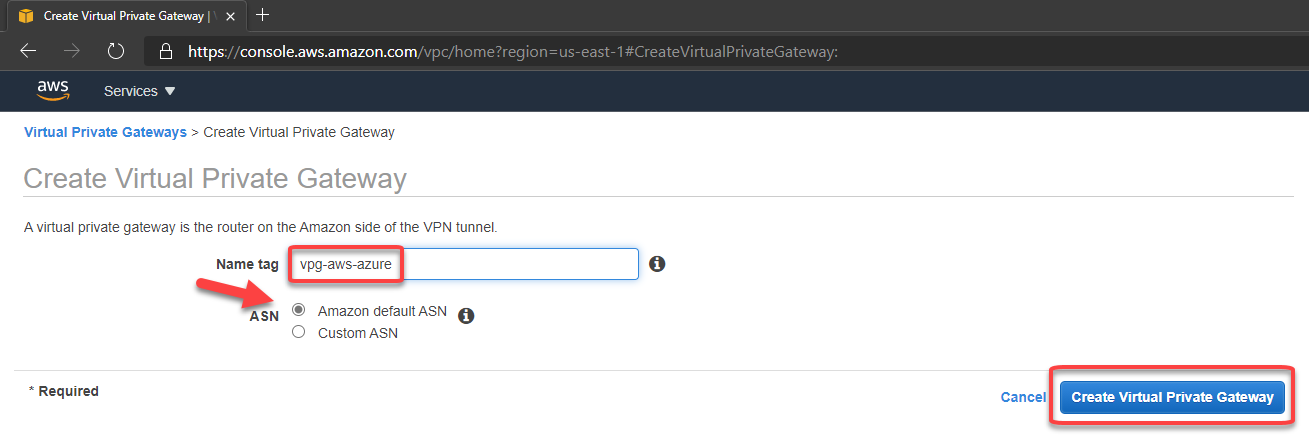 Create Virtual Private Gateway | V
https://console.aws.amazon.com/vpc/home?region=us-east-1#CreateVirtualPrivateGateway:
aws Services
Virtual Private Gateways > Create Virtual Private Gateway
Create Virtual Private Gateway
A virtual private gateway is the router on the Amazon side of the VPN tunnel.
Name tag vpg-aws-azure
ASN Amazon default ASN
Custom ASN
* Required
Cancel Create Virtual Private Gateway